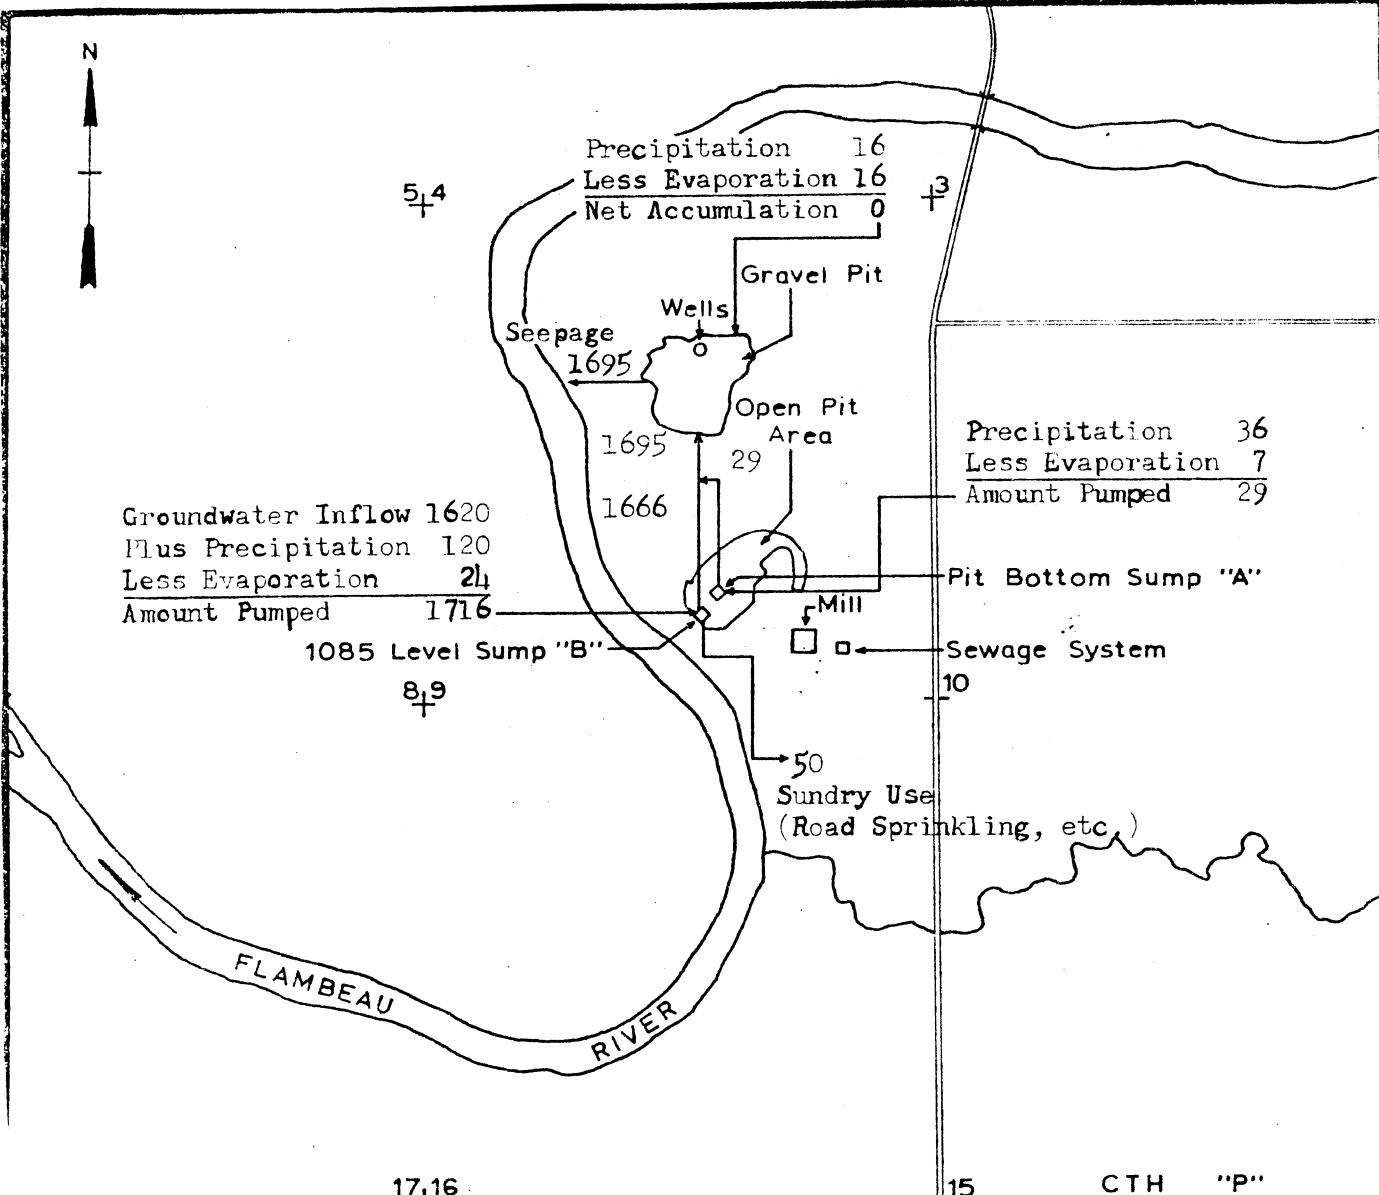 N
Precipitation 16
Less Evaporation 16
Net Accumulation 0
5 4
3
Gravel Pit
Wells
Seepage
1695
Open Pit
Area
1695
29
1666
Precipitation 36
Less Evaporation 7
Amount Pumped 29
Groundwater Inflow 1620
Plus Precipitation 120
Less Evaporation 24
Amount Pumped 1716
Pit Bottom Sump "A"
Mill
1085 Level Sump "B"
Sewage System
8 9
10
50
Sundry Use
(Road Sprinkling, etc.)
FLAMBEAU
RIVER
17 16
15
CTH "P"